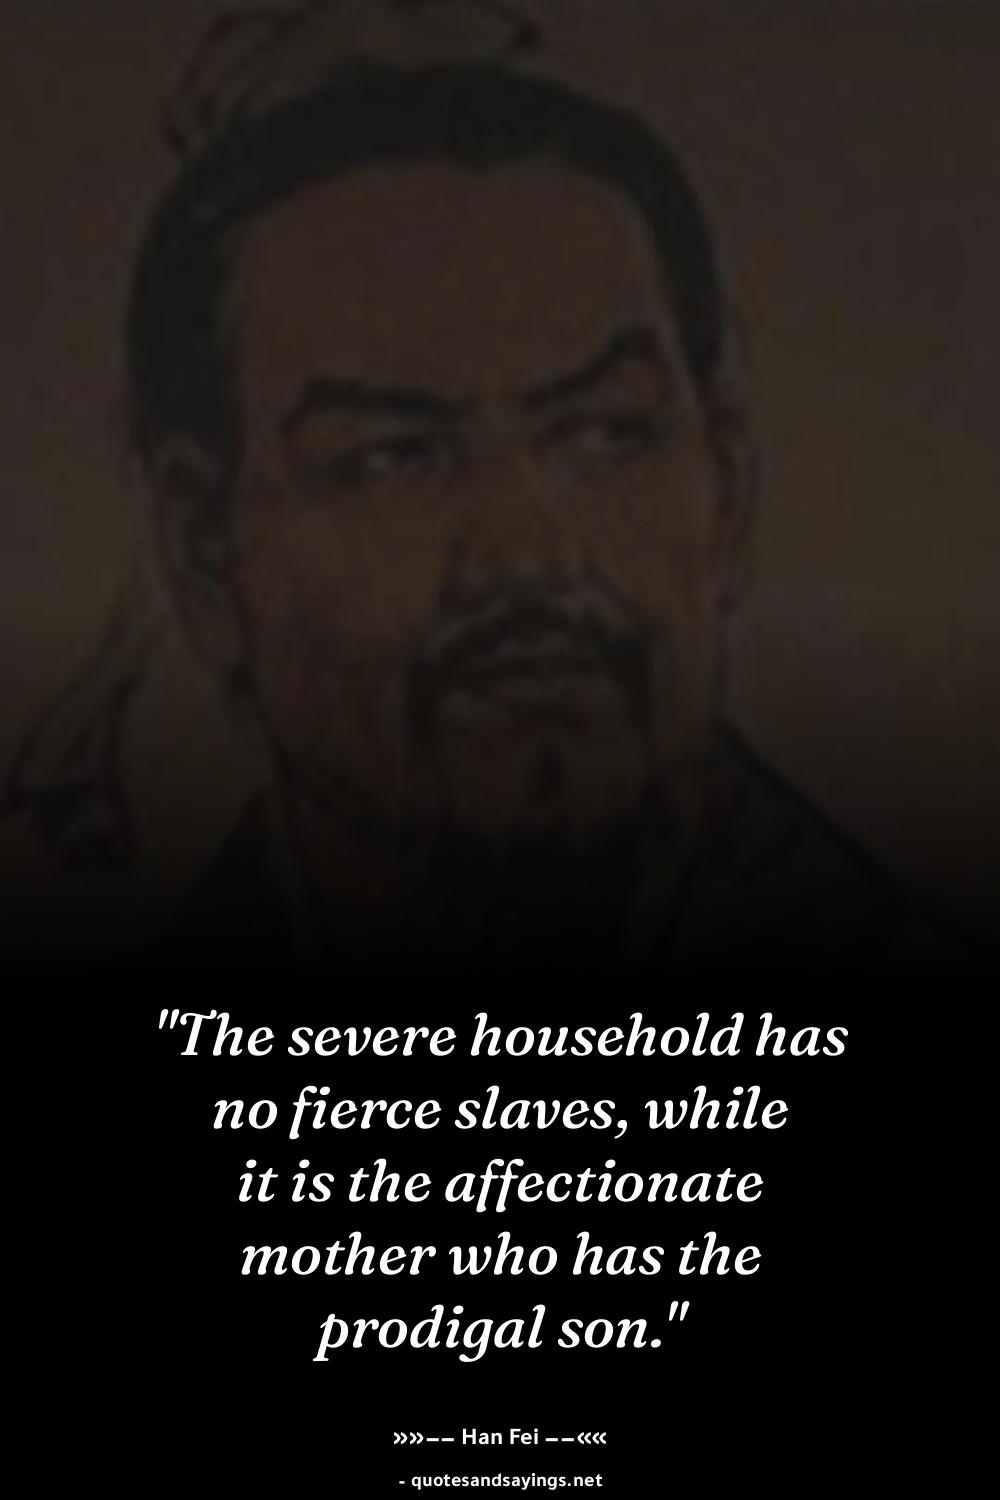 "The severe household has
no fierce slaves, while
it is the affectionate
mother who has the
prodigal son."
»»−− Han Fei −−««
- quotesandsayings.net